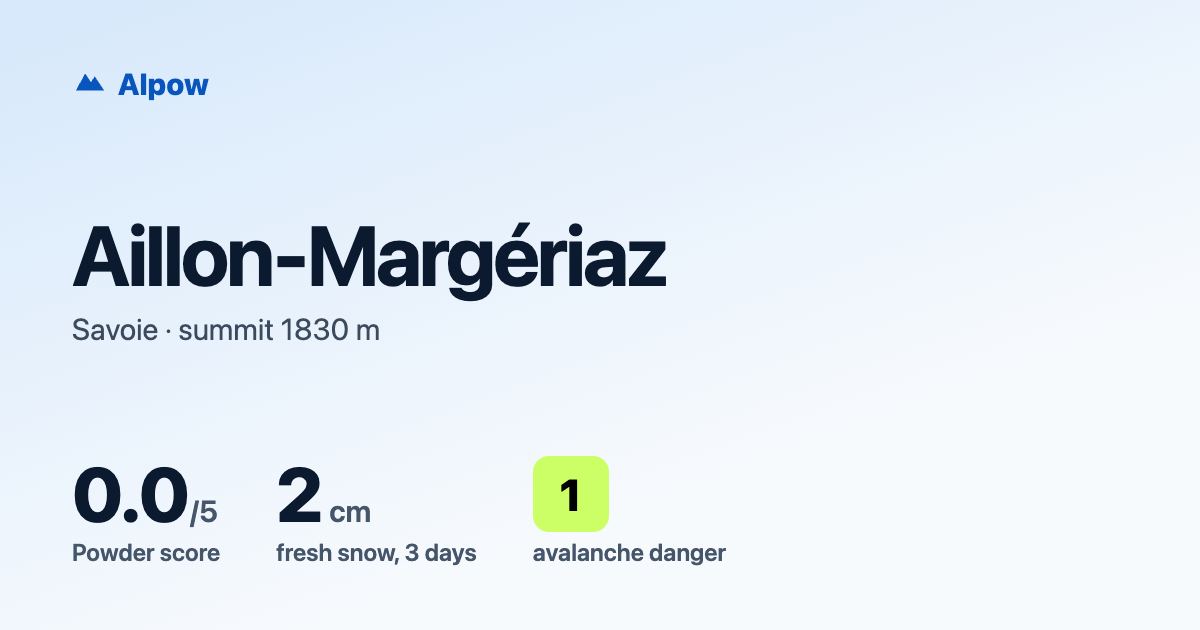 Alpow
Aillon-Margériaz
Savoie · summit 1830 m
0.0/5
Powder score
2 cm
fresh snow, 3 days
1
avalanche danger